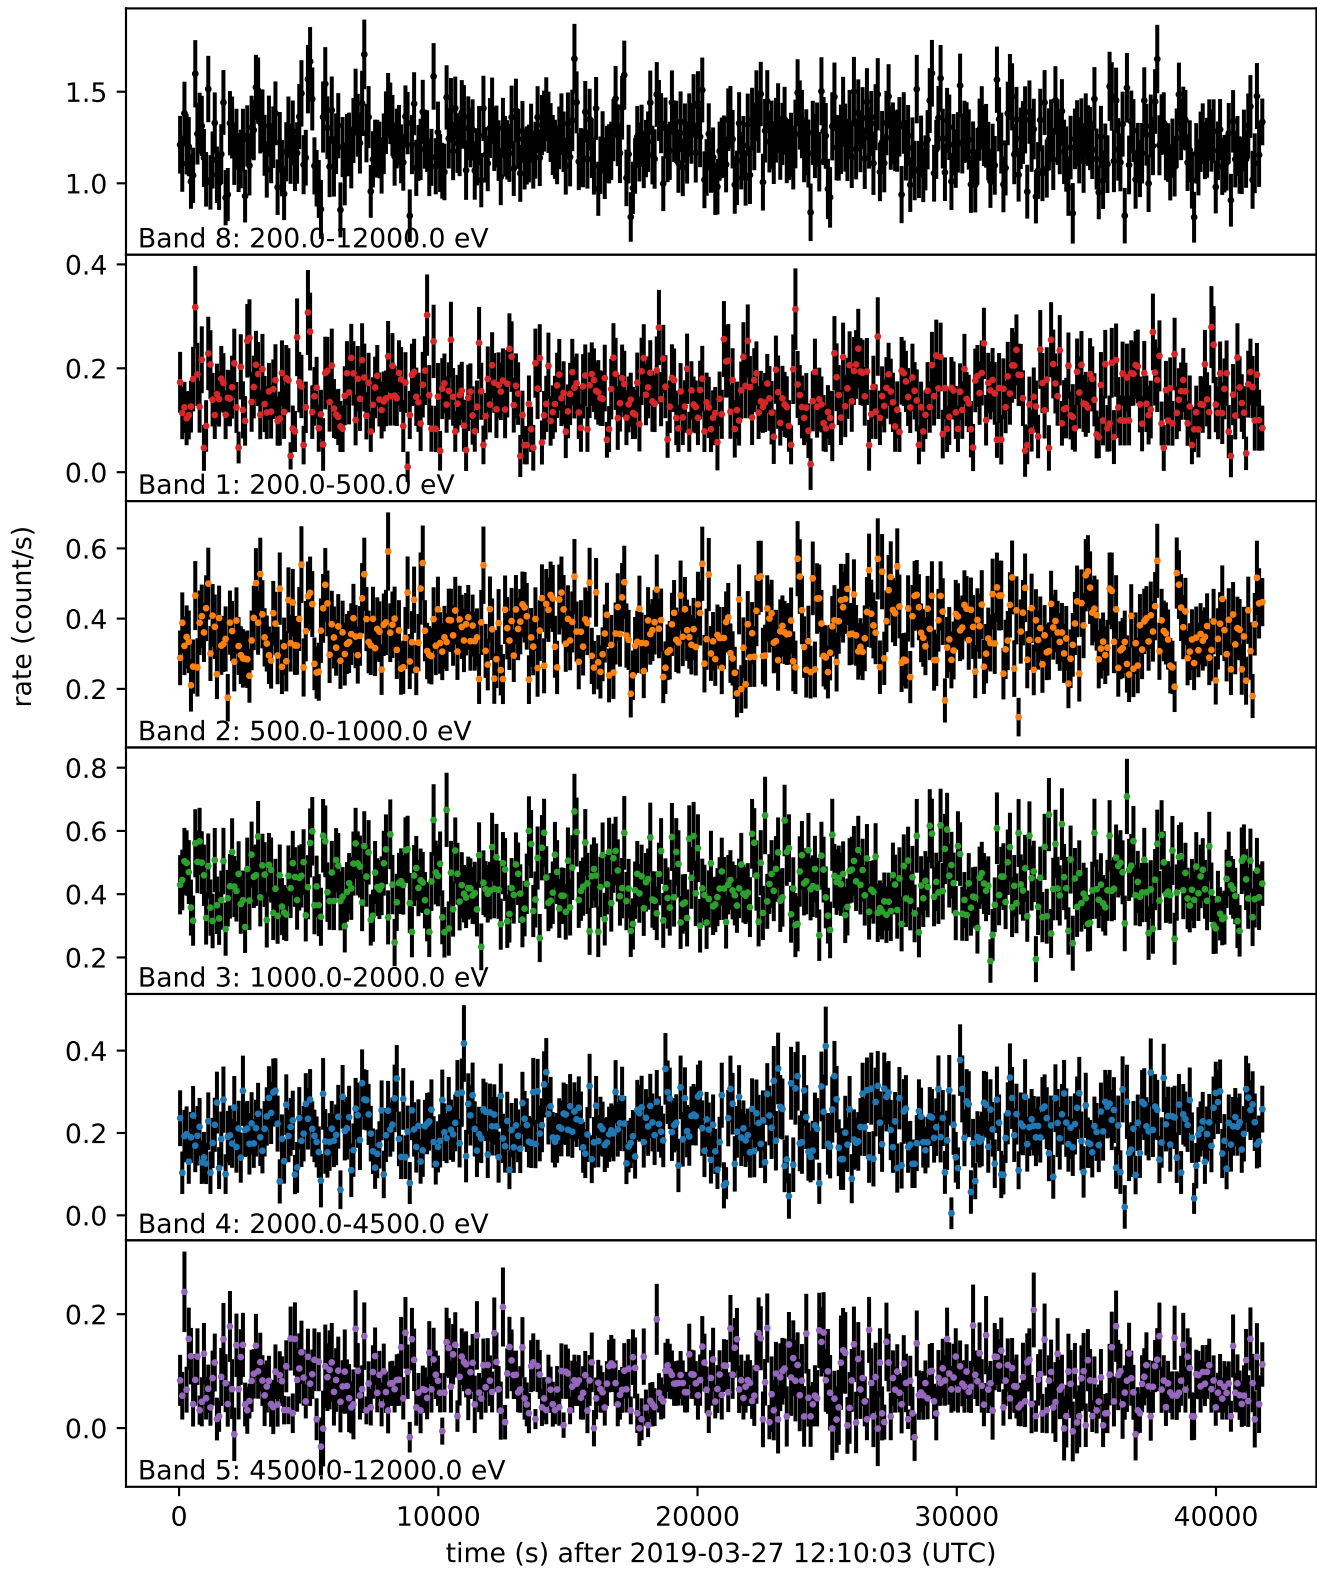 1.5
1.0
Band 8: 200.0-12000.0 eV
0.4
0.2
0.0
Band 1: 200.0-500.0 eV
0.6
0.4
0.2
Band 2: 500.0-1000.0 eV
rate (count/s)
0.8
0.6
0.4
0.2
Band 3: 1000.0-2000.0 eV
0.4
0.2
0.0
Band 4: 2000.0-4500.0 eV
0.2
0.0
Band 5: 4500.0-12000.0 eV
0 10000 20000 30000 40000
time (s) after 2019-03-27 12:10:03 (UTC)